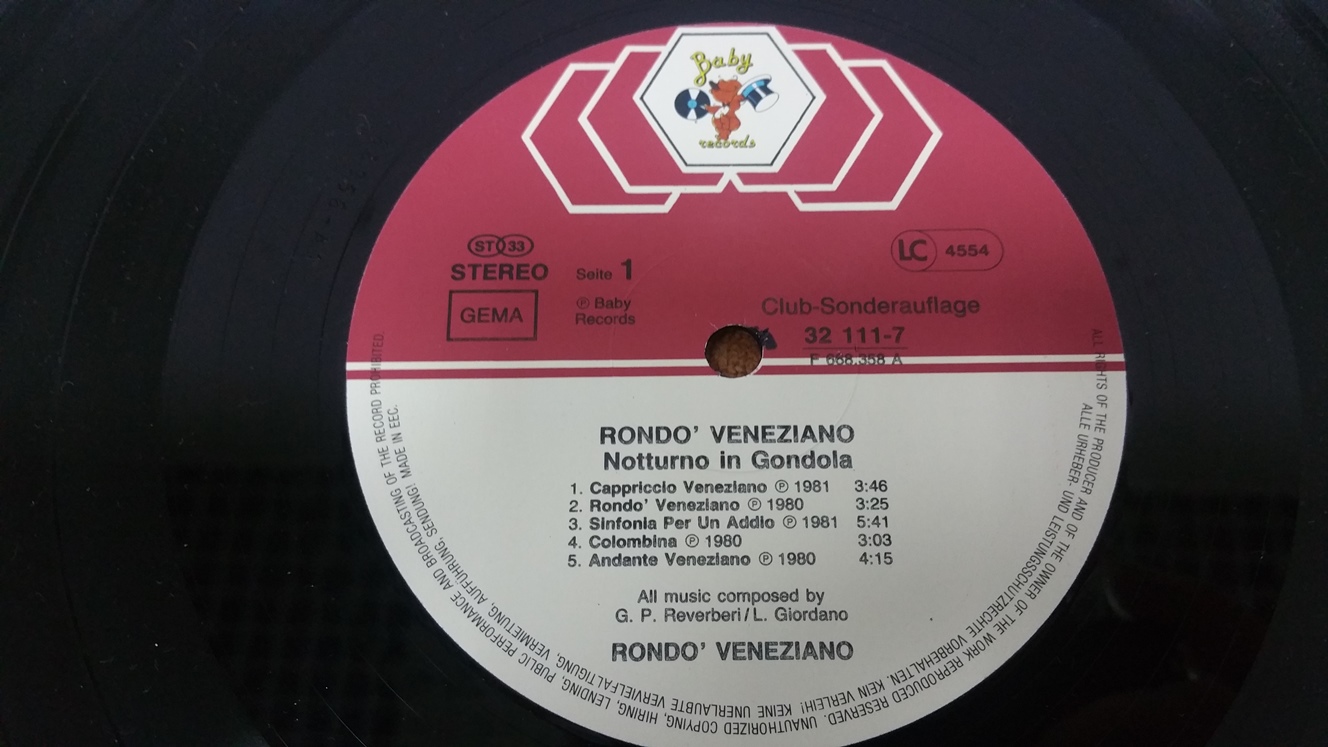 Baby
records
ST 33
STEREO
GEMA
Seite 1
℗ Baby
Records
LC 4554
Club-Sonderauflage
32 111-7
F 668.358 A
RONDO’ VENEZIANO
Notturno in Gondola
1. Cappriccio Veneziano ℗ 1981 3:46
2. Rondo’ Veneziano ℗ 1980 3:25
3. Sinfonia Per Un Addio ℗ 1981 5:41
4. Colombina ℗ 1980 3:03
5. Andante Veneziano ℗ 1980 4:15
All music composed by
G. P. Reverberi/L. Giordano
RONDO’ VENEZIANO
ALL RIGHTS OF THE PRODUCER AND OF THE OWNER OF THE WORK REPRODUCED RESERVED. UNAUTHORIZED COPYING, HIRING, LENDING, PUBLIC PERFORMANCE AND BROADCASTING OF THE RECORD PROHIBITED.
ALLE URHEBER- UND LEISTUNGSSCHUTZRECHTE VORBEHALTEN. KEIN VERLEIH! KEINE UNERLAUBTE VERVIELFÄLTIGUNG, VERMIETUNG, AUFFÜHRUNG, SENDUNG! MADE IN EEC.